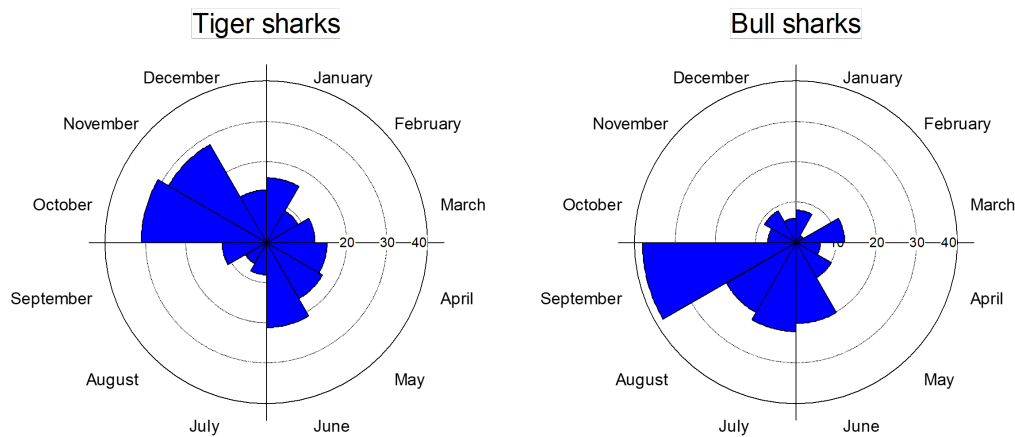 Tiger sharks
December
January
November
February
October
March
20
30
40
September
April
August
May
July
June
Bull sharks
December
January
November
February
October
March
10
20
30
40
September
April
August
May
July
June